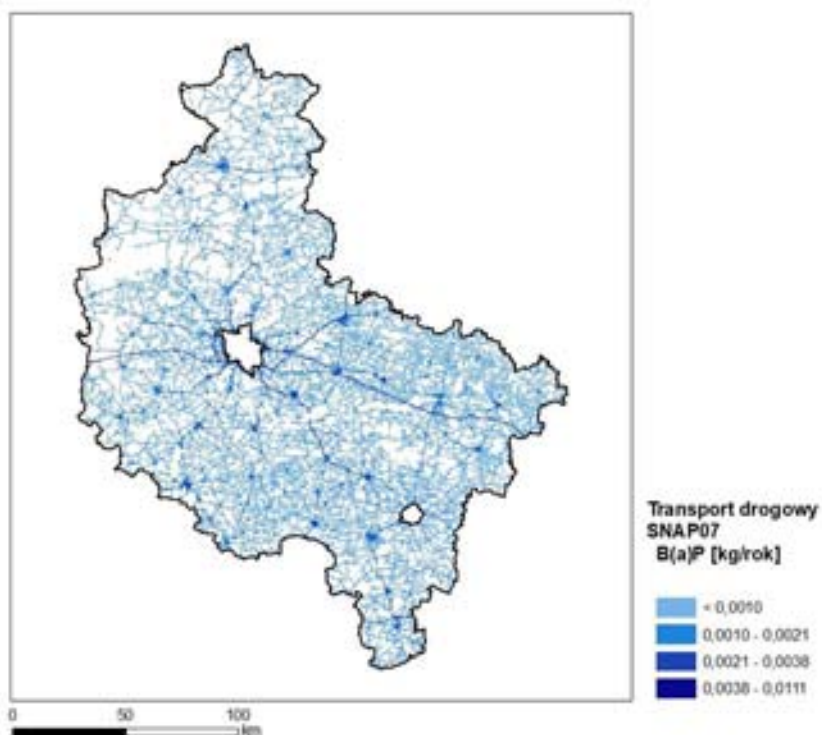 Transport drogowy
SNAP07
B(a)P [kg/rok]
< 0,0010
0,0010 - 0,0021
0,0021 - 0,0038
0,0038 - 0,0111
0 50 100
km